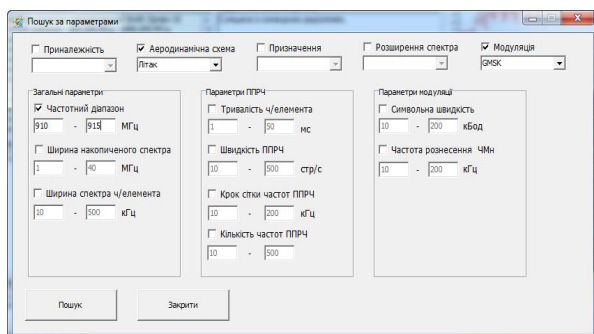 Пошук за параметрами
Приналежність
Аеродинамічна схема
Призначення
Розширення спектра
Модуляція
Літак
GMSK
Загальні параметри
Частотний діапазон
910 - 915 МГц
Ширина накопиченого спектра
1 - 40 МГц
Ширина спектра ч/елемента
10 - 500 кГц
Параметри ППРЧ
Тривалість ч/елемента
1 - 50 мс
Швидкість ППРЧ
10 - 500 стр/с
Крок сітки частот ППРЧ
10 - 200 кГц
Кількість частот ППРЧ
10 - 500
Параметри модуляції
Символьна швидкість
10 - 200 кБод
Частота рознесення ЧМн
10 - 200 кГц
Пошук
Закрити